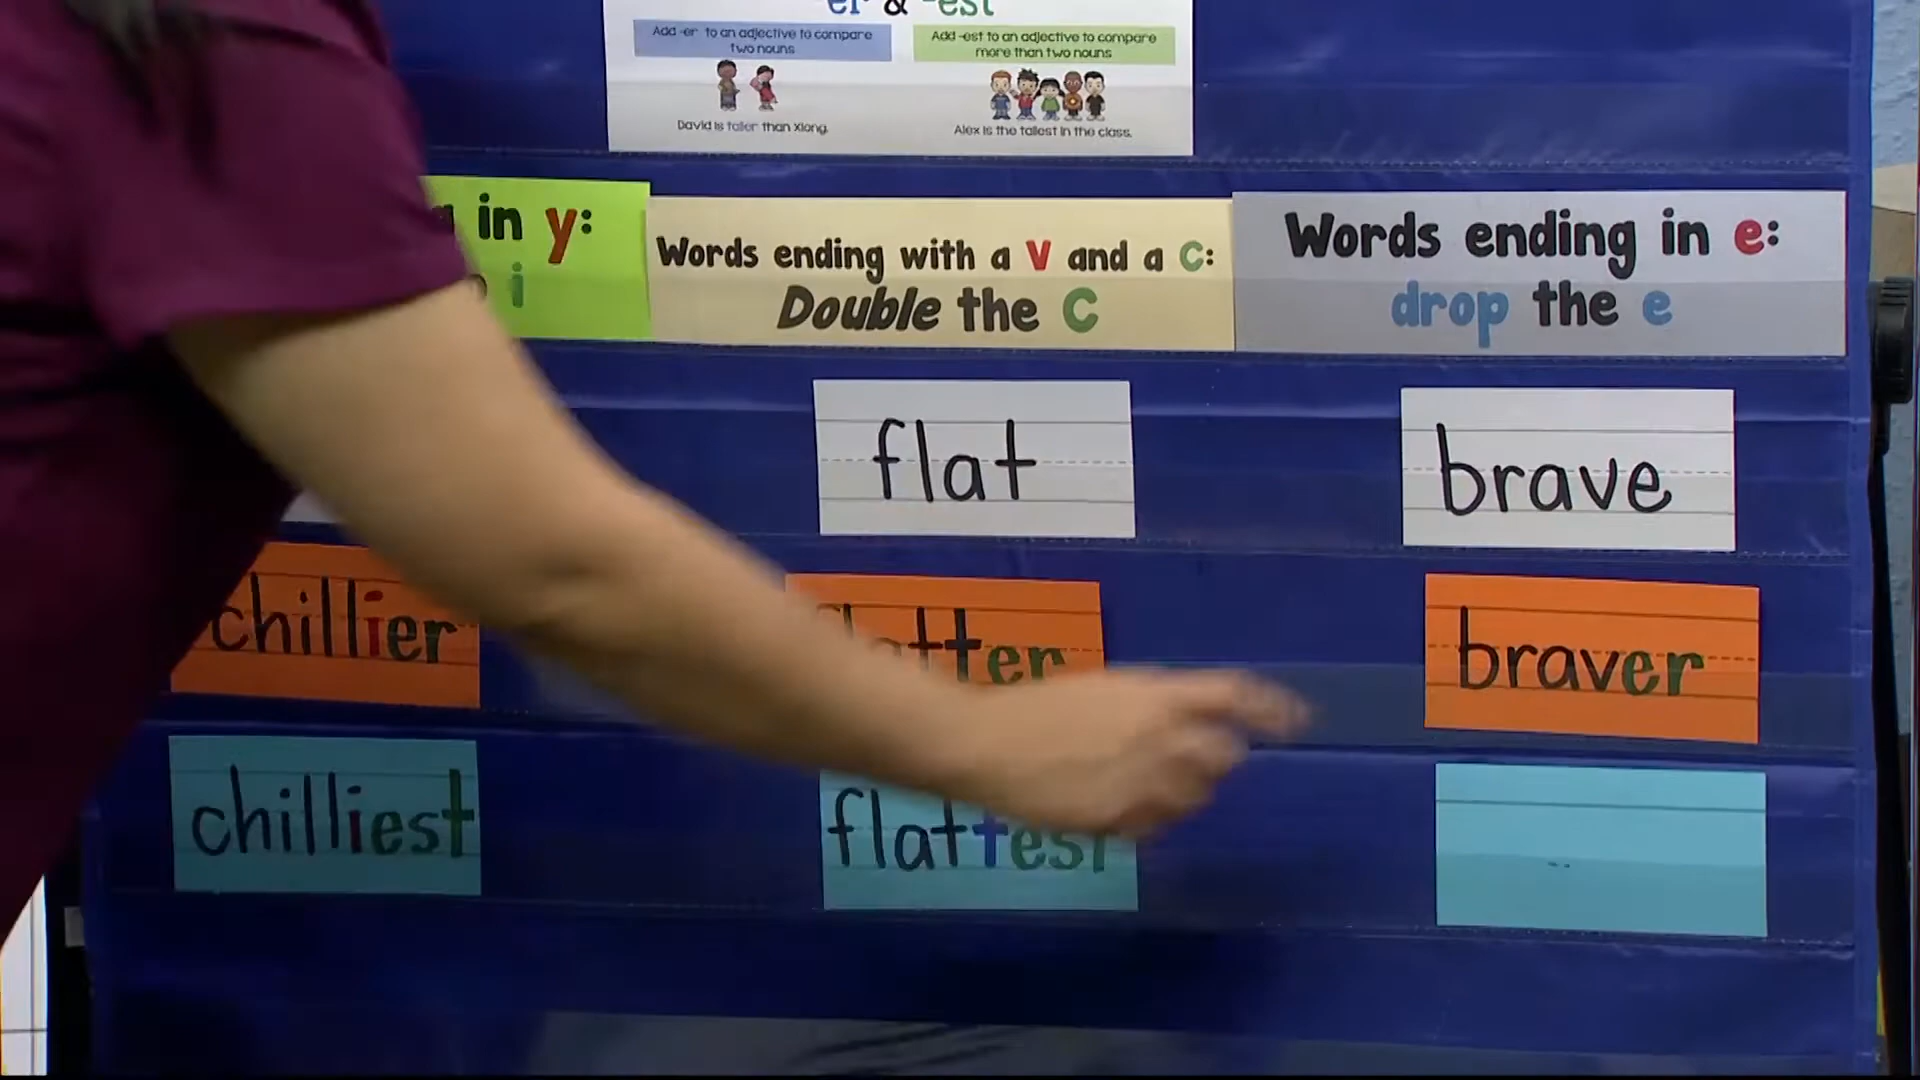 -er & -est
Add -er to an adjective to compare
two nouns
Add -est to an adjective to compare
more than two nouns
David is taller than Xiong.
Alex is the tallest in the class.
in y:
i
Words ending with a V and a C:
Double the C
Words ending in e:
drop the e
flat
brave
chillier
braver
chilliest
flattest